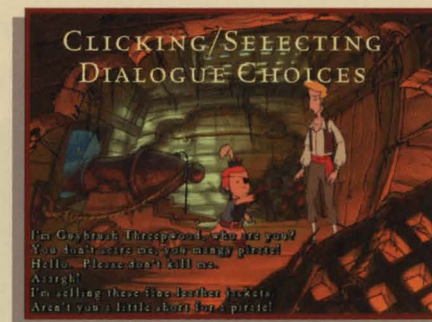 CLICKING/SELECTING
DIALOGUE CHOICES
I'm Guybrush Threepwood, who are you?
You don't scare me, you mangy pirate!
Hello. Please don't kill me.
Aarrgh!
I'm selling these fine leather jackets.
Aren't you a little short for a pirate?